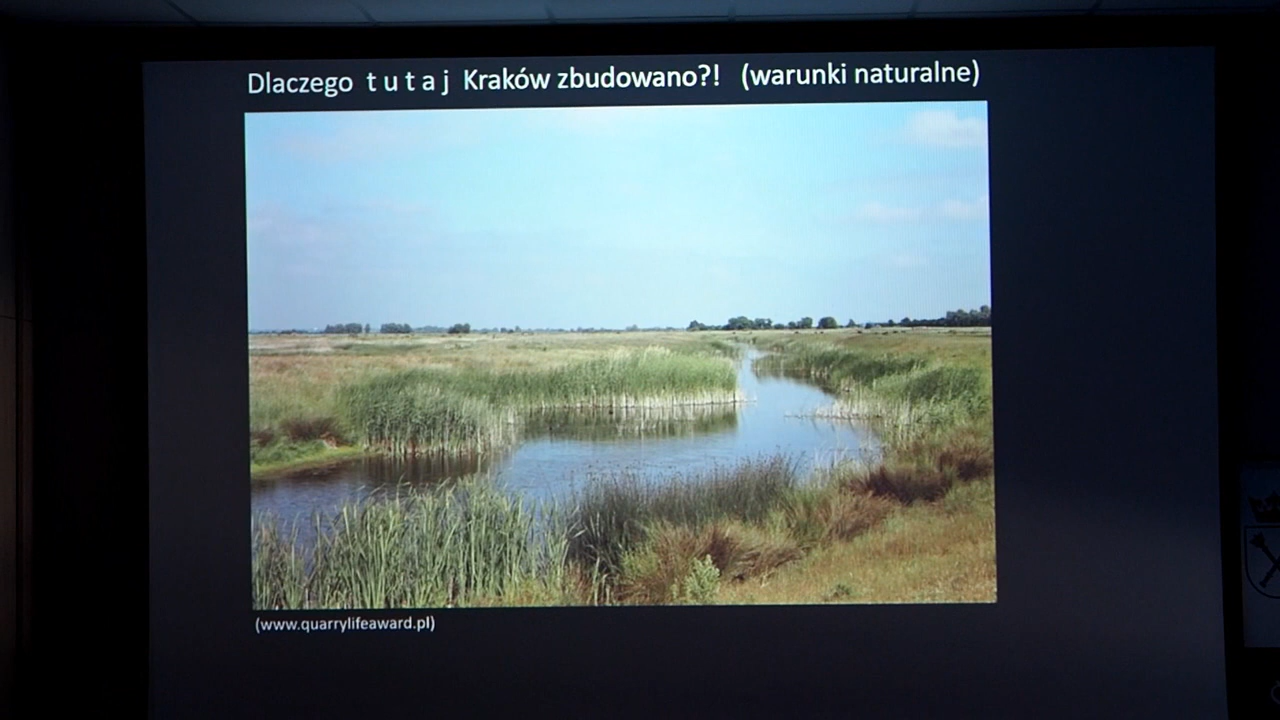 Dlaczego t u t a j Kraków zbudowano?! (warunki naturalne)
(www.quarrylifeaward.pl)